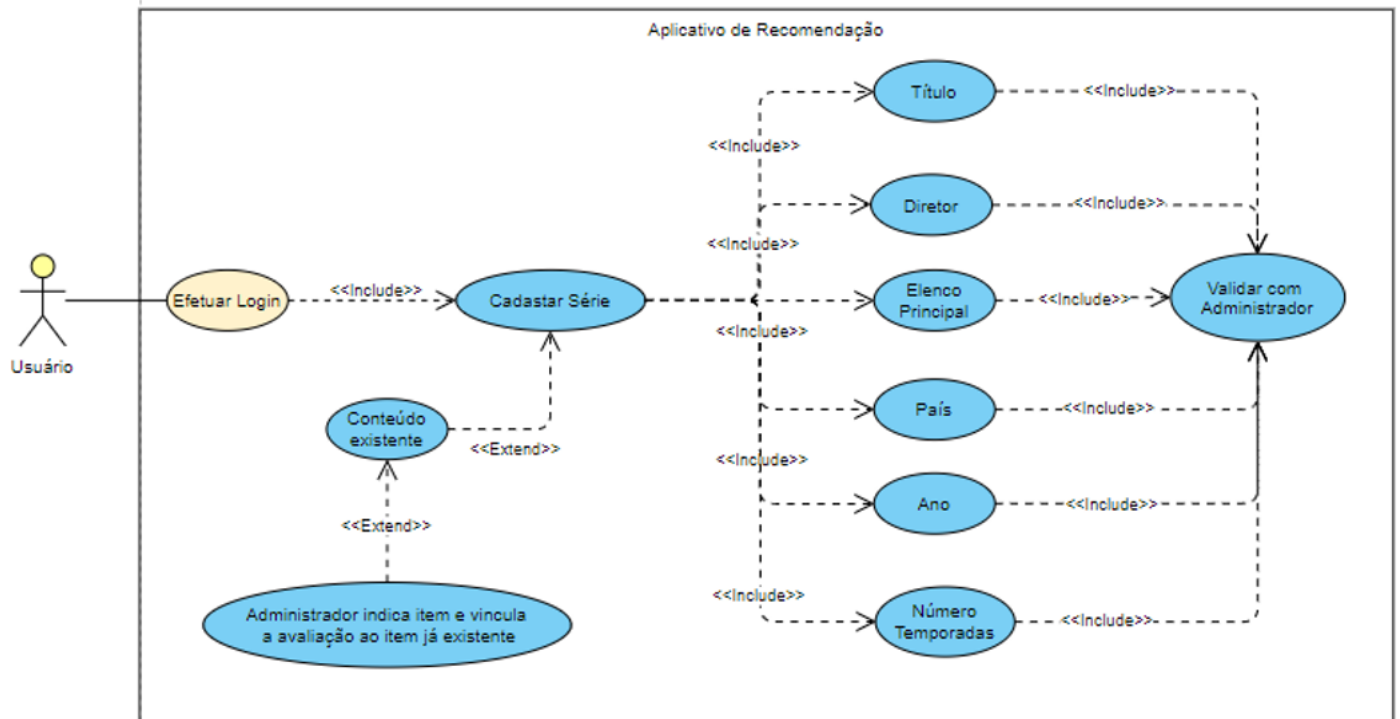 Aplicativo de Recomendação
Título
<<Include>>
<<Include>>
Diretor
<<Include>>
<<Include>>
Usuário
Efetuar Login
<<Include>>
Cadastar Série
Elenco
Principal
<<Include>>
Validar com
Administrador
<<Include>>
Conteúdo
existente
<<Extend>>
País
<<Include>>
<<Include>>
Ano
<<Include>>
<<Extend>>
Administrador indica item e vincula
a avaliação ao item já existente
<<Include>>
Número
Temporadas
<<Include>>